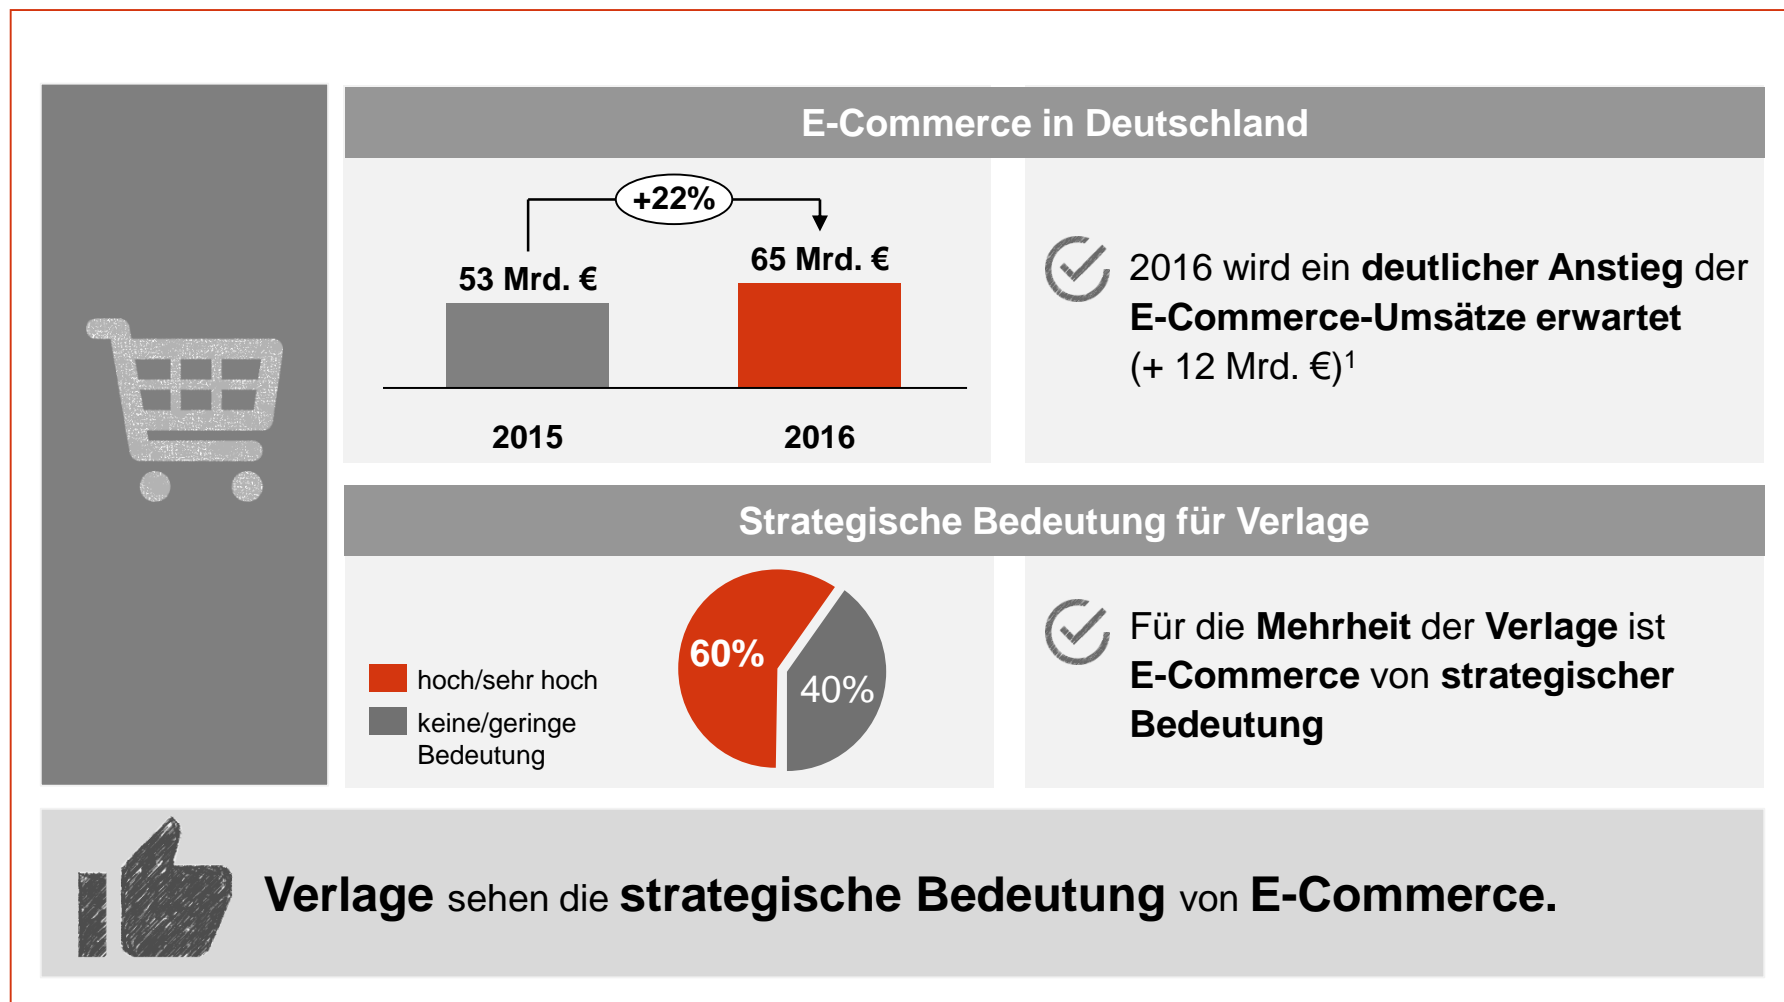 E-Commerce in Deutschland
+22%
53 Mrd. €
65 Mrd. €
2015
2016
2016 wird ein deutlicher Anstieg der
E-Commerce-Umsätze erwartet
(+ 12 Mrd. €)¹
Strategische Bedeutung für Verlage
60%
40%
hoch/sehr hoch
keine/geringe
Bedeutung
Für die Mehrheit der Verlage ist
E-Commerce von strategischer
Bedeutung
Verlage sehen die strategische Bedeutung von E-Commerce.